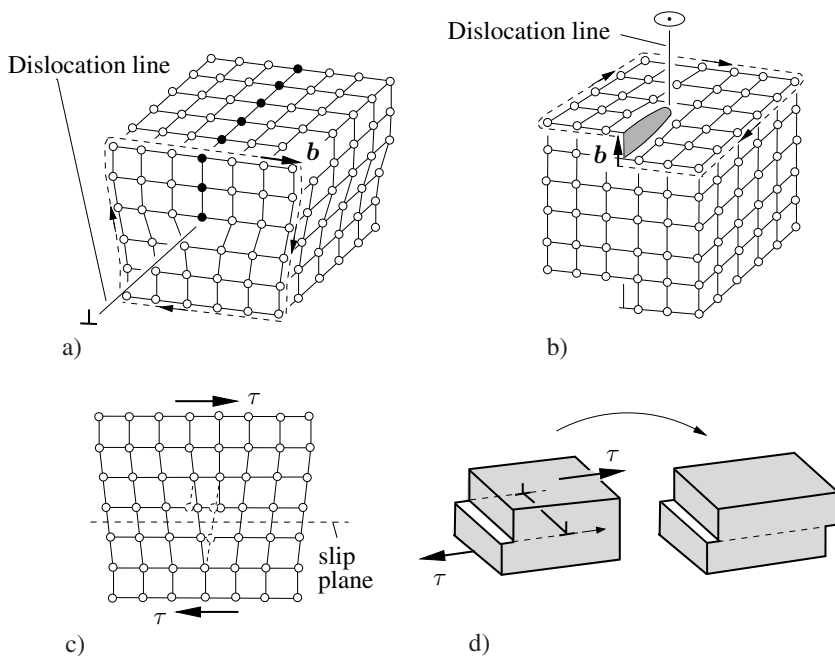 Dislocation line
b
a)
Dislocation line
b
b)
τ
slip
plane
τ
c)
τ
τ
d)